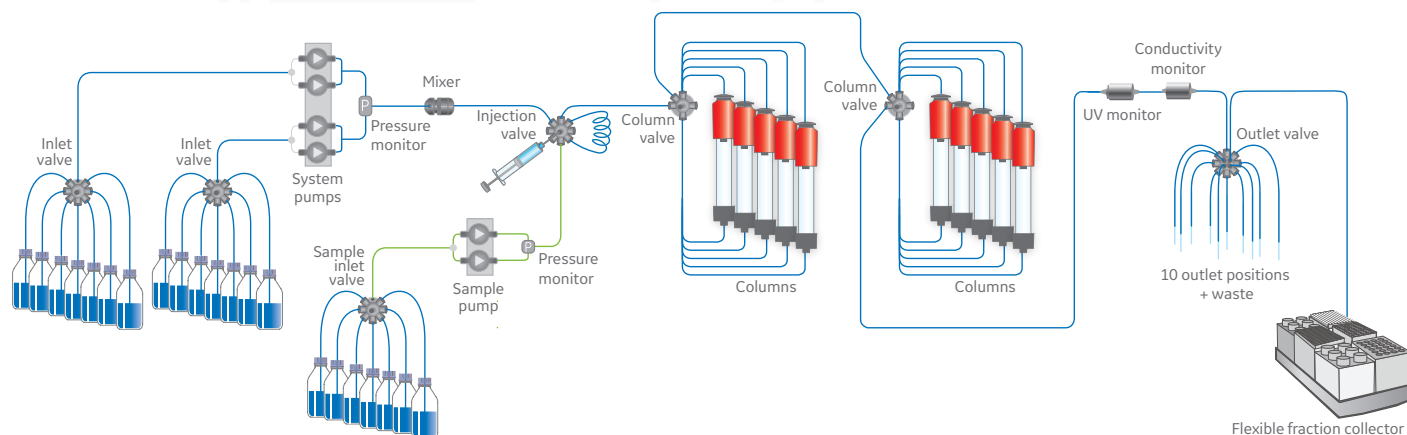 Inlet
valve
Inlet
valve
System
pumps
P
Pressure
monitor
Mixer
Injection
valve
Sample
inlet
valve
Sample
pump
P
Pressure
monitor
Column
valve
Columns
Column
valve
Columns
UV monitor
Conductivity
monitor
Outlet valve
10 outlet positions
+ waste
Flexible fraction collector